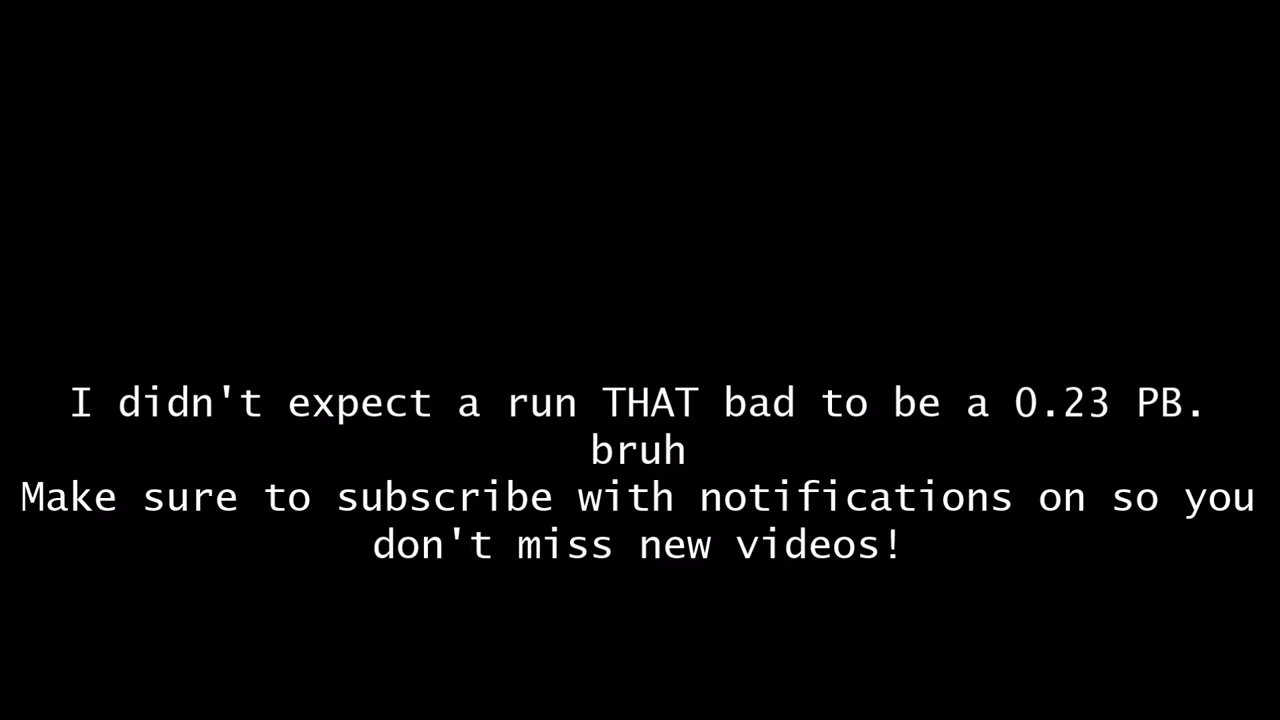 I didn't expect a run THAT bad to be a 0.23 PB.
bruh
Make sure to subscribe with notifications on so you
don't miss new videos!